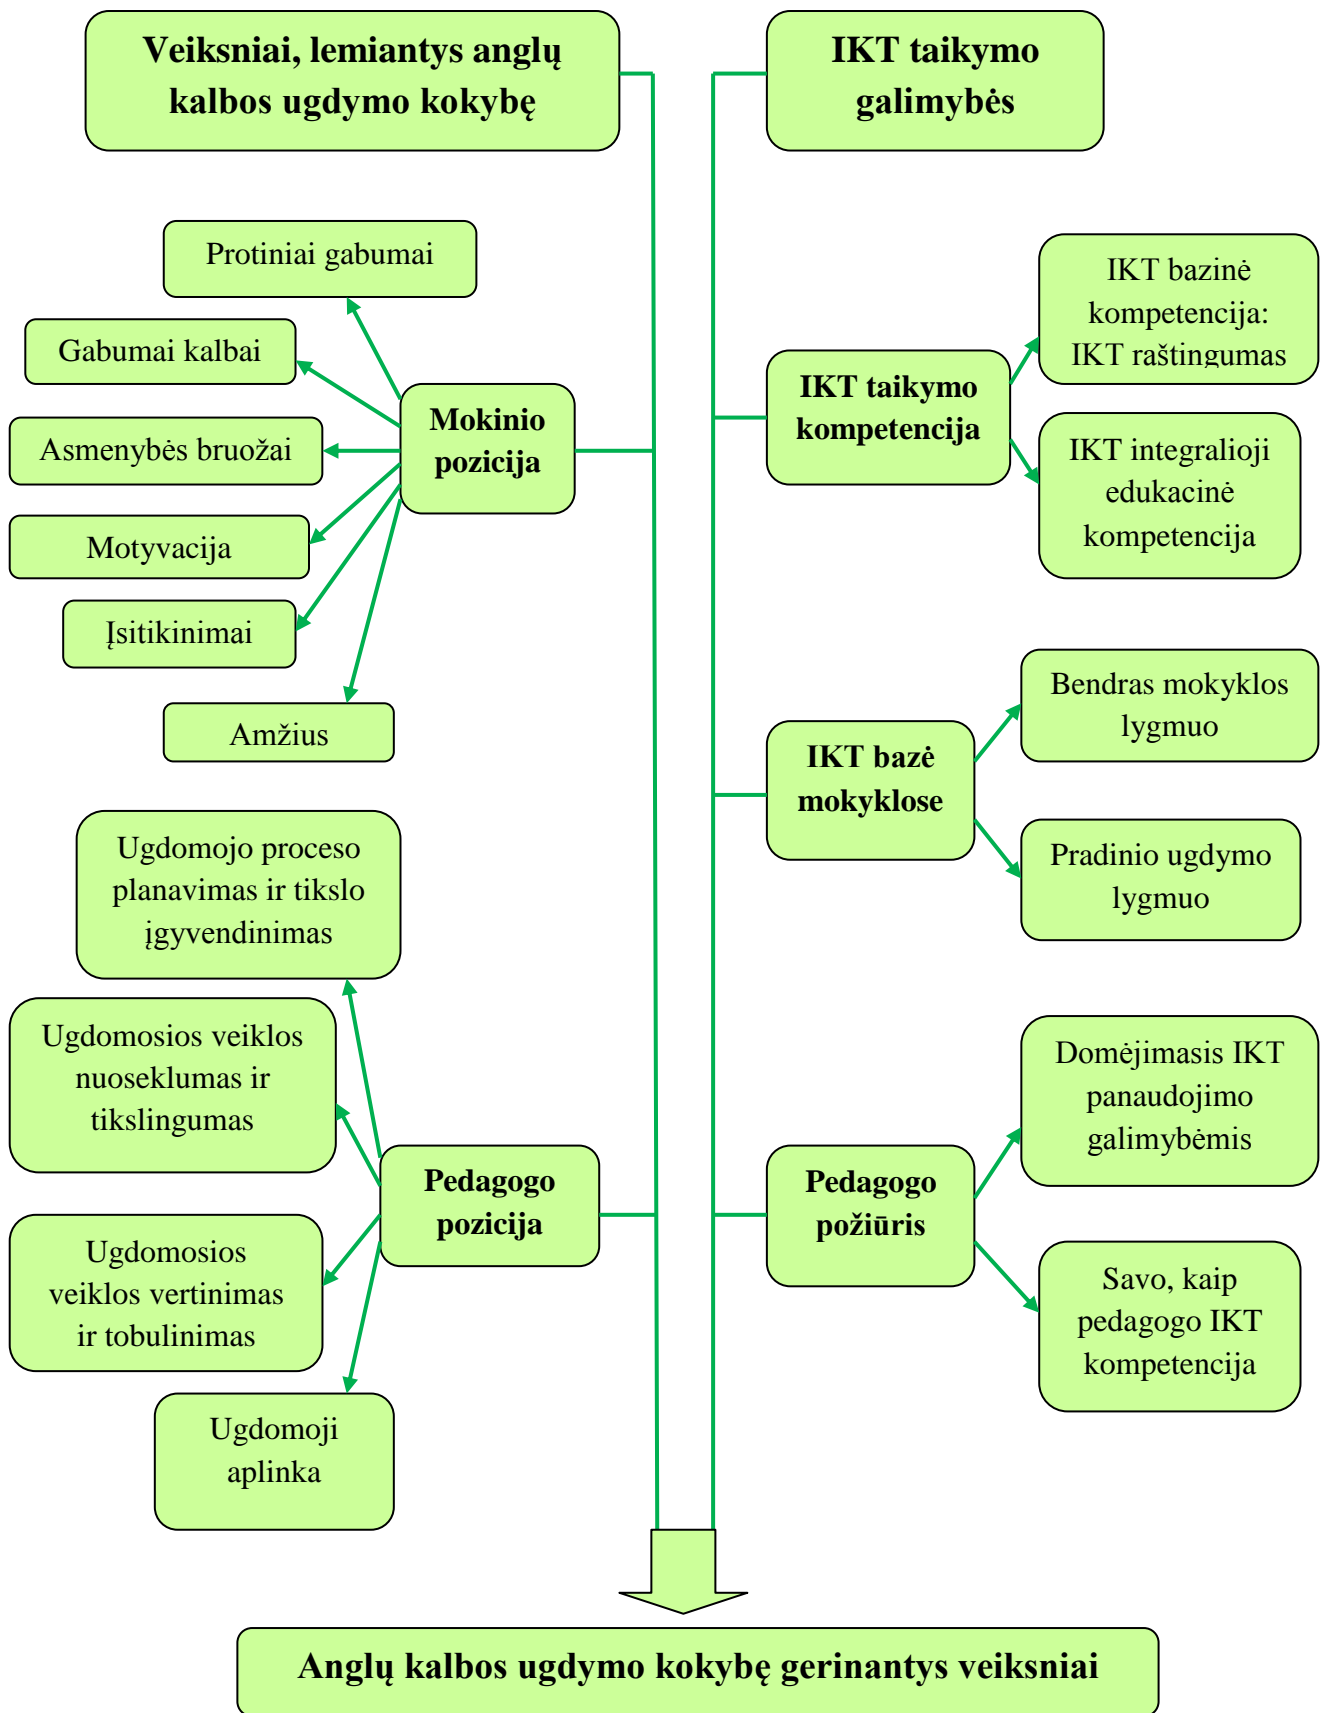 Veiksniai, lemiantys anglų
kalbos ugdymo kokybę
IKT taikymo
galimybės
Protiniai gabumai
Gabumai kalbai
Asmenybės bruožai
Motyvacija
Įsitikinimai
Amžius
Mokinio
pozicija
Ugdomojo proceso
planavimas ir tikslo
įgyvendinimas
Ugdomosios veiklos
nuoseklumas ir
tikslingumas
Ugdomosios
veiklos vertinimas
ir tobulinimas
Ugdomoji
aplinka
Pedagogo
pozicija
IKT taikymo
kompetencija
IKT bazinė
kompetencija:
IKT raštingumas
IKT integralioji
edukacinė
kompetencija
IKT bazė
mokyklose
Bendras mokyklos
lygmuo
Pradinio ugdymo
lygmuo
Pedagogo
požiūris
Domėjimasis IKT
panaudojimo
galimybėmis
Savo, kaip
pedagogo IKT
kompetencija
Anglų kalbos ugdymo kokybę gerinantys veiksniai